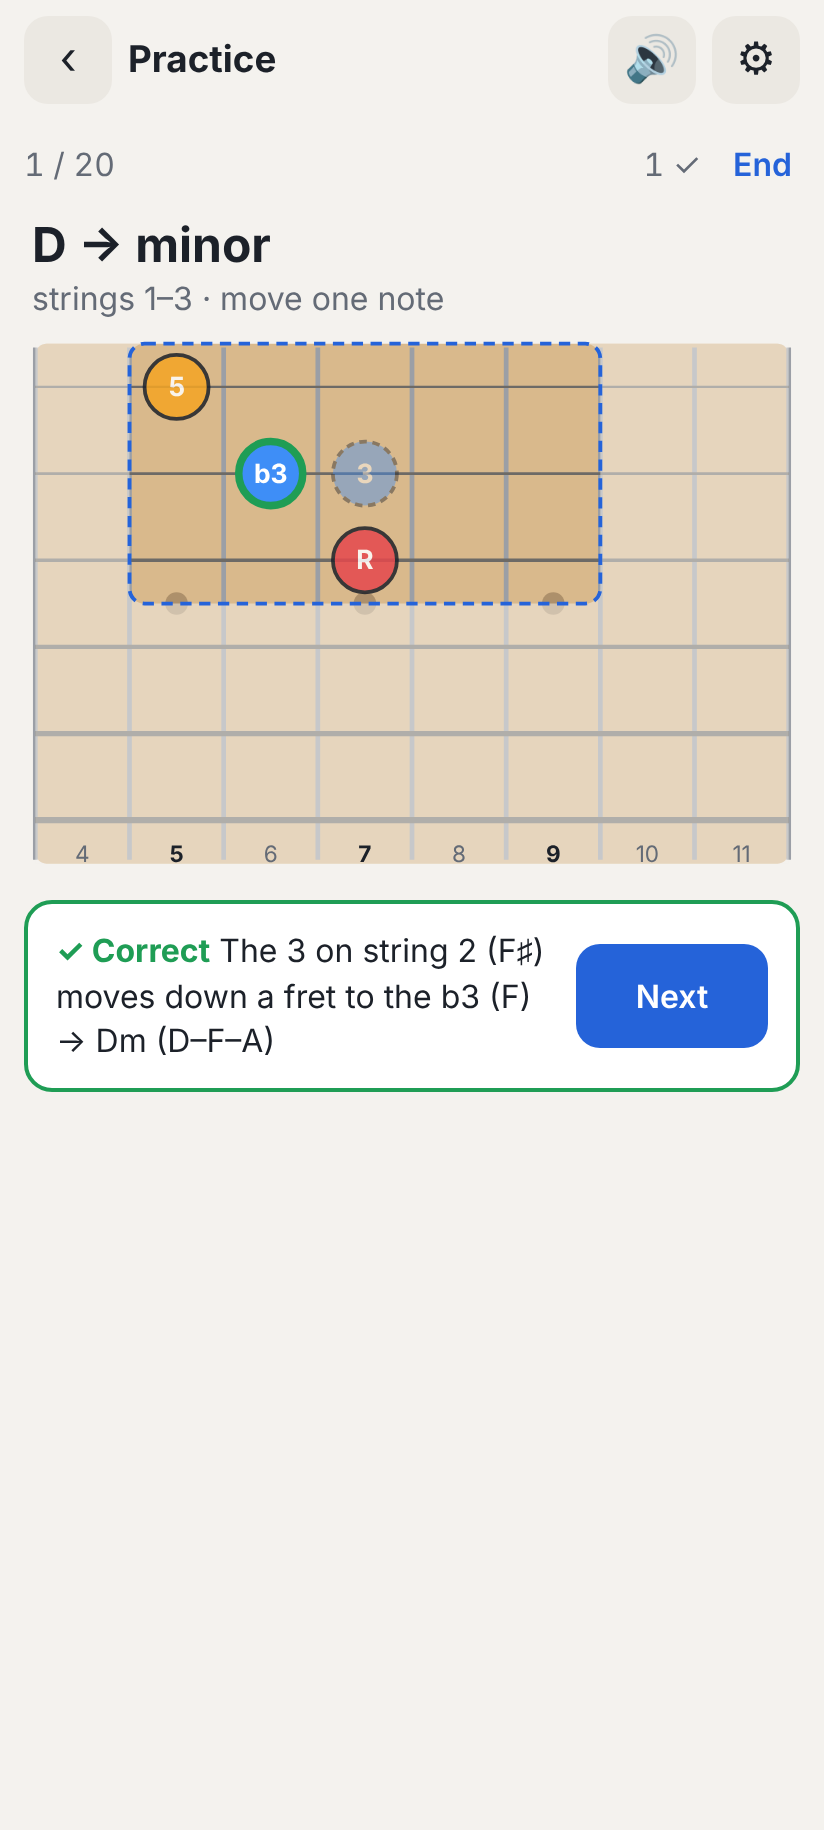 ‹ Practice 🔊 ⚙
1 / 20 1 ✓ End
D → minor
strings 1–3 · move one note
5
b3 3
R
4 5 6 7 8 9 10 11
✓ Correct The 3 on string 2 (F♯)
moves down a fret to the b3 (F)
→ Dm (D–F–A)
Next